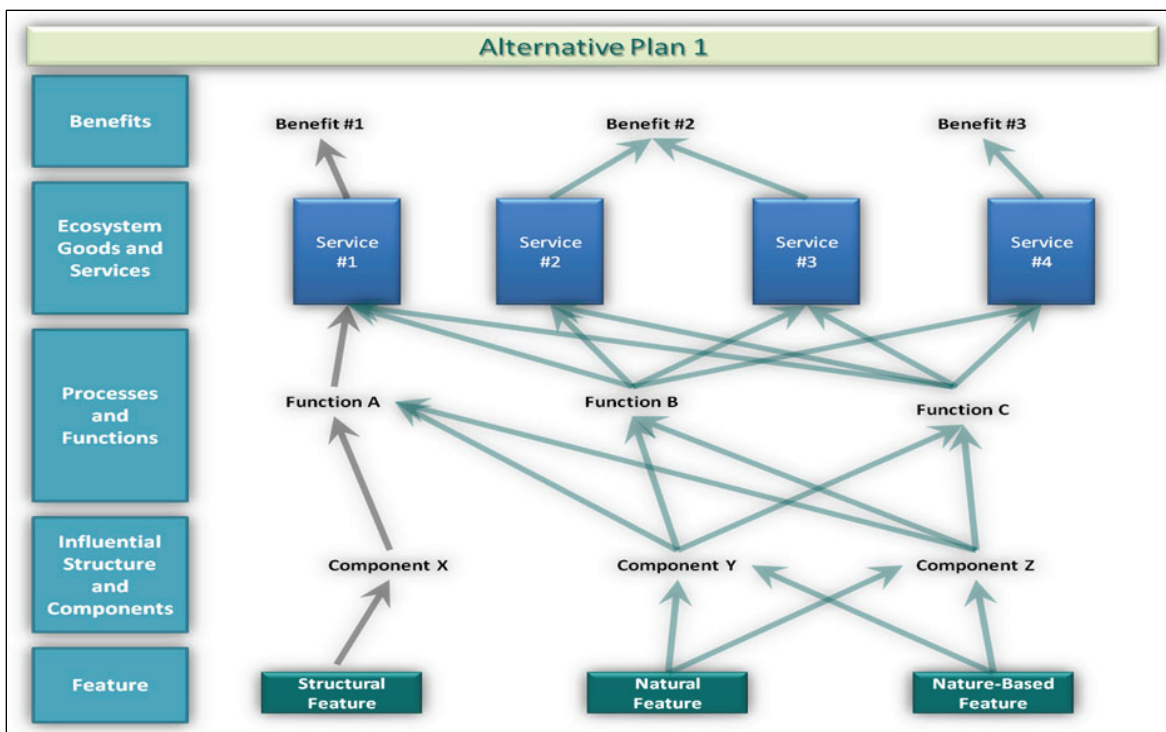 Alternative Plan 1
Benefits
Benefit #1
Benefit #2
Benefit #3
Ecosystem
Goods and
Services
Service
#1
Service
#2
Service
#3
Service
#4
Processes
and
Functions
Function A
Function B
Function C
Influential
Structure
and
Components
Component X
Component Y
Component Z
Feature
Structural
Feature
Natural
Feature
Nature-Based
Feature